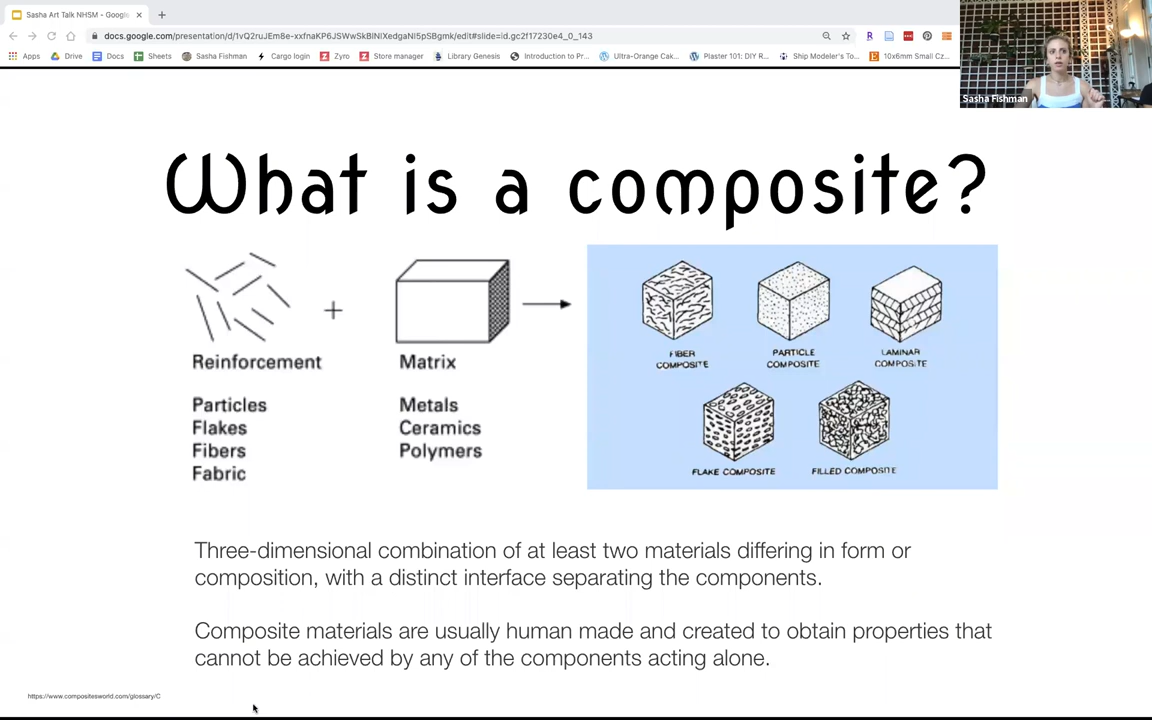 Sasha Art Talk NHSM - Google
docs.google.com/presentation/d/1vQ2ruJEm8e-xxfnaKP6JSWwSkBlNIXedgaNI5pSBgmk/edit#slide=id.gc2f17230e4_0_143
Apps Drive Docs Sheets Sasha Fishman Cargo login Zyro Store manager Library Genesis Introduction to Pr... Ultra-Orange Cak... Plaster 101: DIY R... Ship Modeler's To... 10x6mm Small Cz...
Sasha Fishman
What is a composite?
Reinforcement + Matrix
Particles
Flakes
Fibers
Fabric
Metals
Ceramics
Polymers
FIBER
COMPOSITE
PARTICLE
COMPOSITE
LAMINAR
COMPOSITE
FLAKE COMPOSITE
FILLED COMPOSITE
Three-dimensional combination of at least two materials differing in form or
composition, with a distinct interface separating the components.
Composite materials are usually human made and created to obtain properties that
cannot be achieved by any of the components acting alone.
https://www.compositesworld.com/glossary/C